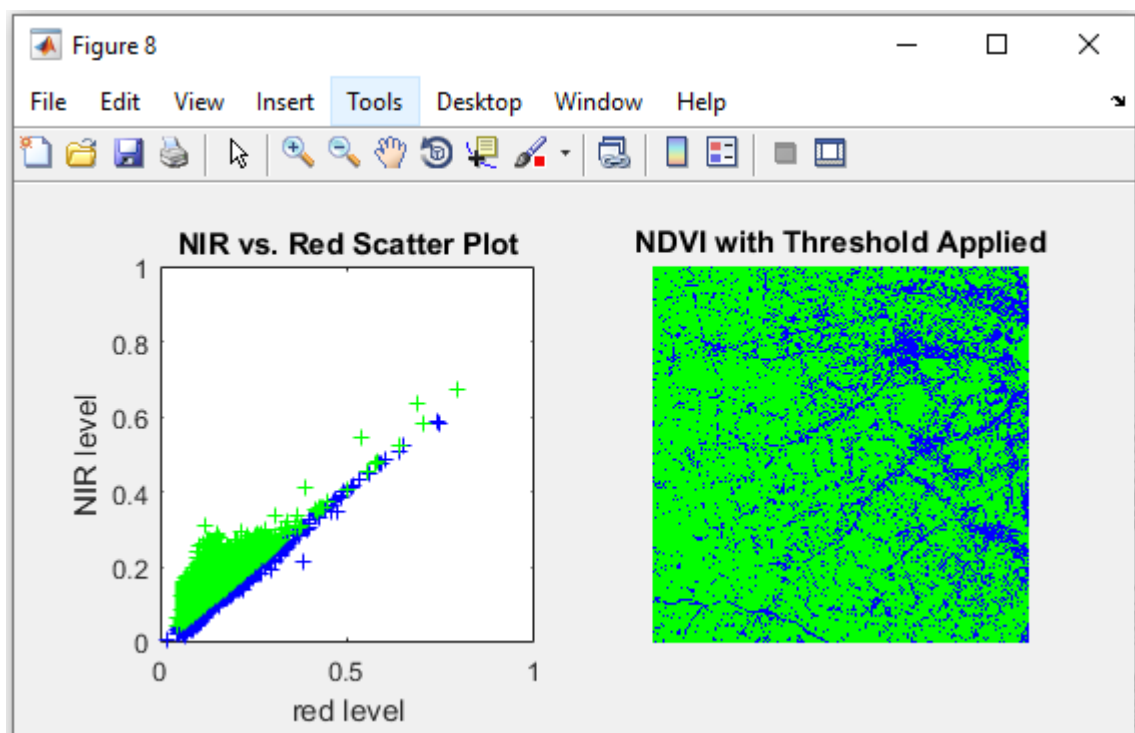 Figure 8
File Edit View Insert Tools Desktop Window Help
NIR vs. Red Scatter Plot
1
0.8
0.6
0.4
0.2
0
NIR level
0 0.5 1
red level
NDVI with Threshold Applied